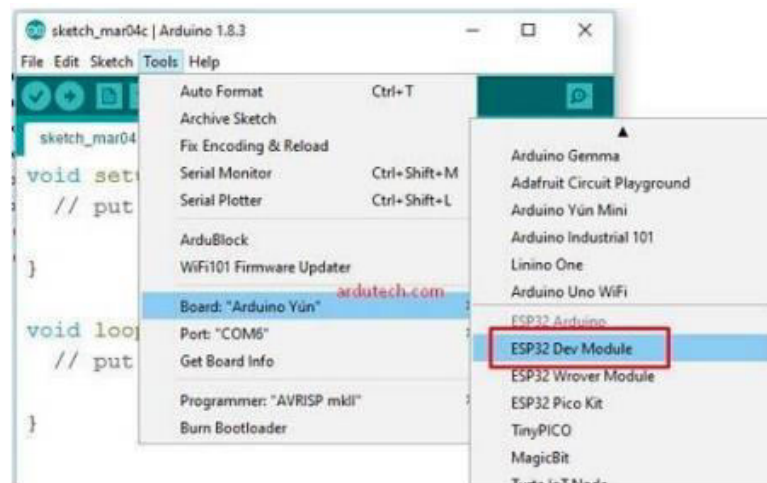 sketch_mar04c | Arduino 1.8.3
File Edit Sketch Tools Help
sketch_mar04
void set
// put
}
void loo
// put
}
Auto Format Ctrl+T
Archive Sketch
Fix Encoding & Reload
Serial Monitor Ctrl+Shift+M
Serial Plotter Ctrl+Shift+L
ArduBlock
WiFi101 Firmware Updater
ardutech.com
Board: "Arduino Yún"
Port: "COM6"
Get Board Info
Programmer: "AVRISP mkII"
Burn Bootloader
Arduino Gemma
Adafruit Circuit Playground
Arduino Yún Mini
Arduino Industrial 101
Linino One
Arduino Uno WiFi
ESP32 Arduino
ESP32 Dev Module
ESP32 Wrover Module
ESP32 Pico Kit
TinyPICO
MagicBit